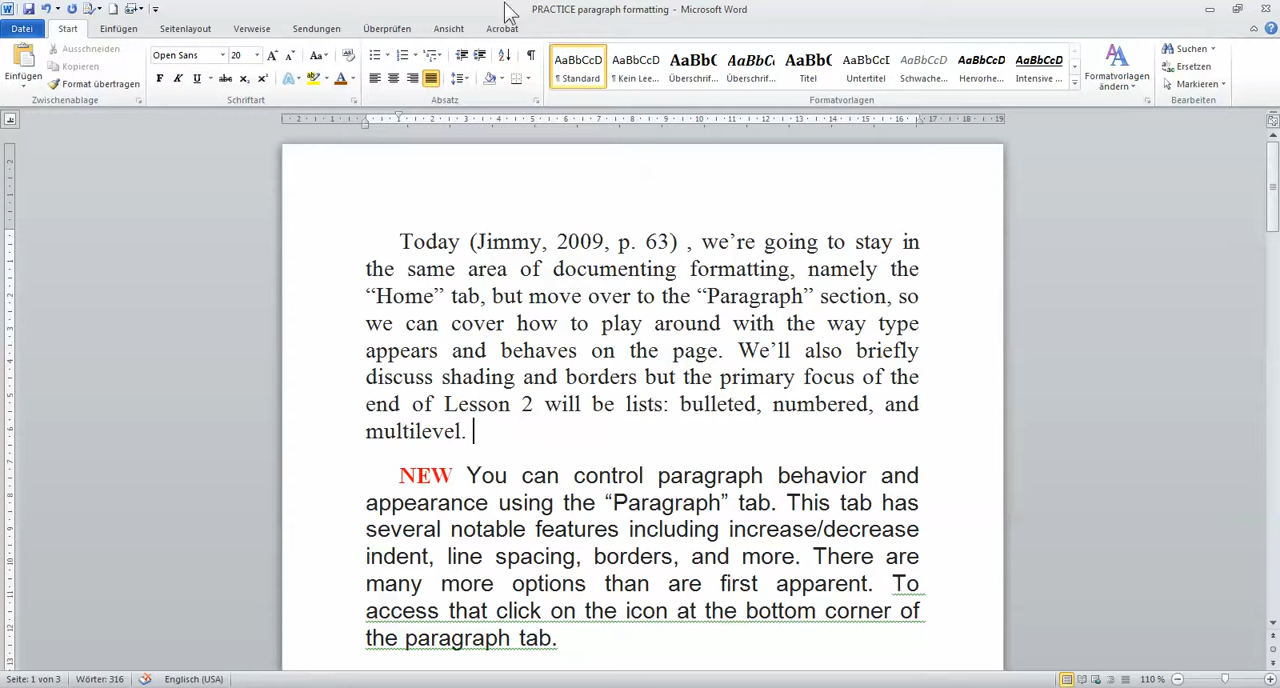 PRACTICE paragraph formatting - Microsoft Word
Datei Start Einfügen Seitenlayout Verweise Sendungen Überprüfen Ansicht Acrobat
Einfügen
Ausschneiden
Kopieren
Format übertragen
Zwischenablage
Open Sans 20
Schriftart
Absatz
AaBbCcD AaBbCcD AaBbC AaBbCc AaBbC AaBbCcI AaBbCcD AaBbCcD AaBbCcD
¶ Standard ¶ Kein Lee... Überschrif... Überschrif... Titel Untertitel Schwache... Hervorhe... Intensive ...
Formatvorlagen ändern
Formatvorlagen
Suchen
Ersetzen
Markieren
Bearbeiten
Today (Jimmy, 2009, p. 63) , we’re going to stay in
the same area of documenting formatting, namely the
“Home” tab, but move over to the “Paragraph” section, so
we can cover how to play around with the way type
appears and behaves on the page. We’ll also briefly
discuss shading and borders but the primary focus of the
end of Lesson 2 will be lists: bulleted, numbered, and
multilevel.
NEW You can control paragraph behavior and
appearance using the “Paragraph” tab. This tab has
several notable features including increase/decrease
indent, line spacing, borders, and more. There are
many more options than are first apparent. To
access that click on the icon at the bottom corner of
the paragraph tab.
Seite: 1 von 3 Wörter: 316 Englisch (USA) 110 %